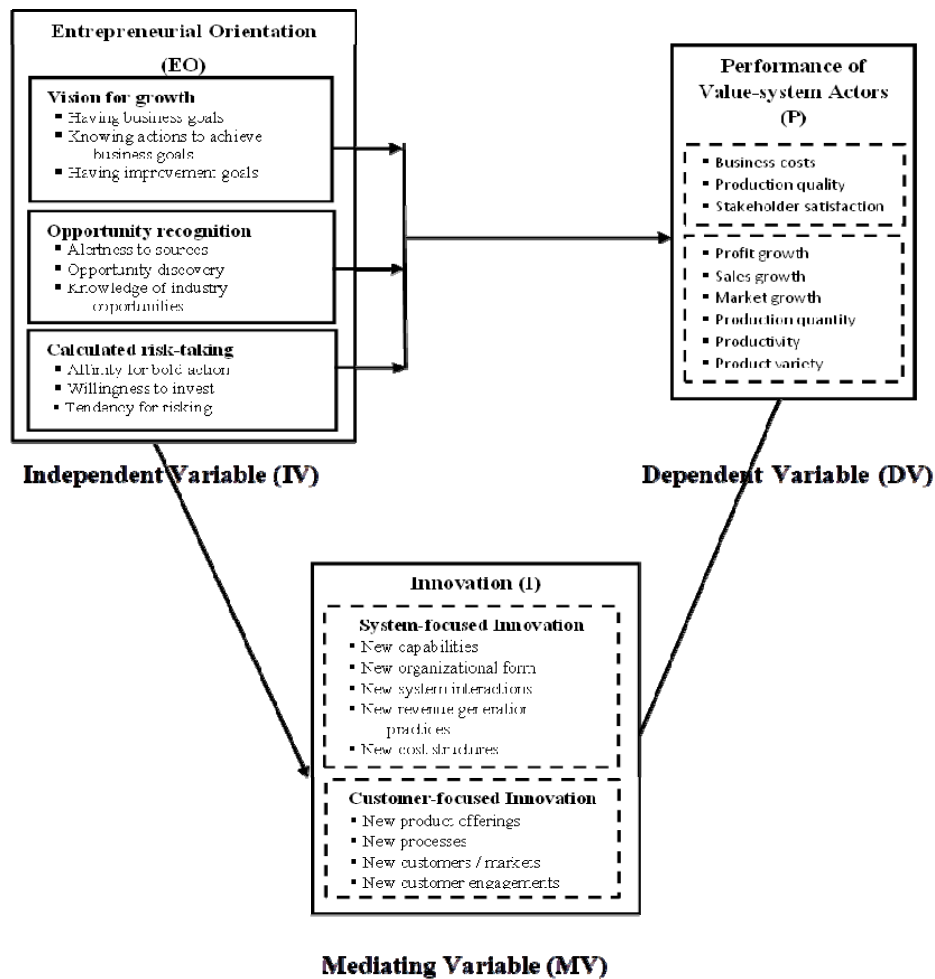 Entrepreneurial Orientation
(EO)
Vision for growth
▪ Having business goals
▪ Knowing actions to achieve
business goals
▪ Having improvement goals
Opportunity recognition
▪ Alertness to sources
▪ Opportunity discovery
▪ Knowledge of industry
opportunities
Calculated risk-taking
▪ Affinity for bold action
▪ Willingness to invest
▪ Tendency for risking
Independent Variable (IV)
Performance of
Value-system Actors
(P)
▪ Business costs
▪ Production quality
▪ Stakeholder satisfaction
▪ Profit growth
▪ Sales growth
▪ Market growth
▪ Production quantity
▪ Productivity
▪ Product variety
Dependent Variable (DV)
Innovation (I)
System-focused Innovation
▪ New capabilities
▪ New organizational form
▪ New system interactions
▪ New revenue generation
practices
▪ New cost structures
Customer-focused Innovation
▪ New product offerings
▪ New processes
▪ New customers / markets
▪ New customer engagements
Mediating Variable (MV)